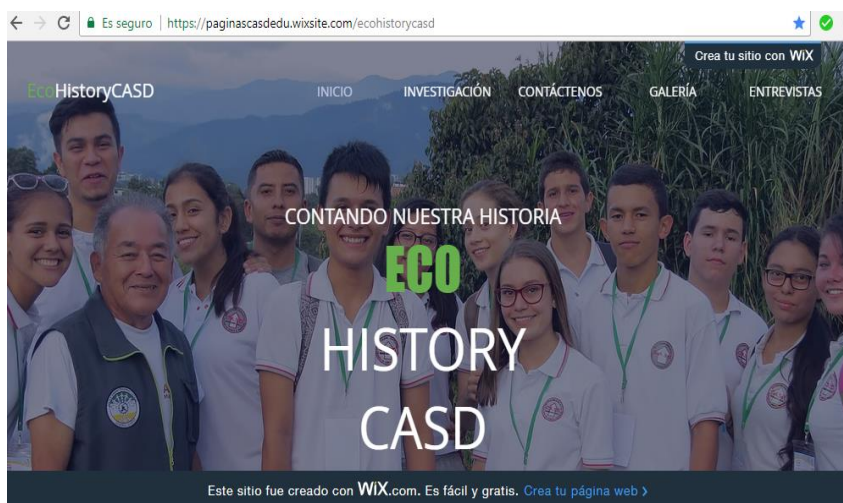 Es seguro | https://paginascasdedu.wixsite.com/ecohistorycasd
Crea tu sitio con WiX
EcoHistoryCASD INICIO INVESTIGACIÓN CONTÁCTENOS GALERÍA ENTREVISTAS
CONTANDO NUESTRA HISTORIA
ECO
HISTORY
CASD
Este sitio fue creado con WiX.com. Es fácil y gratis. Crea tu página web >